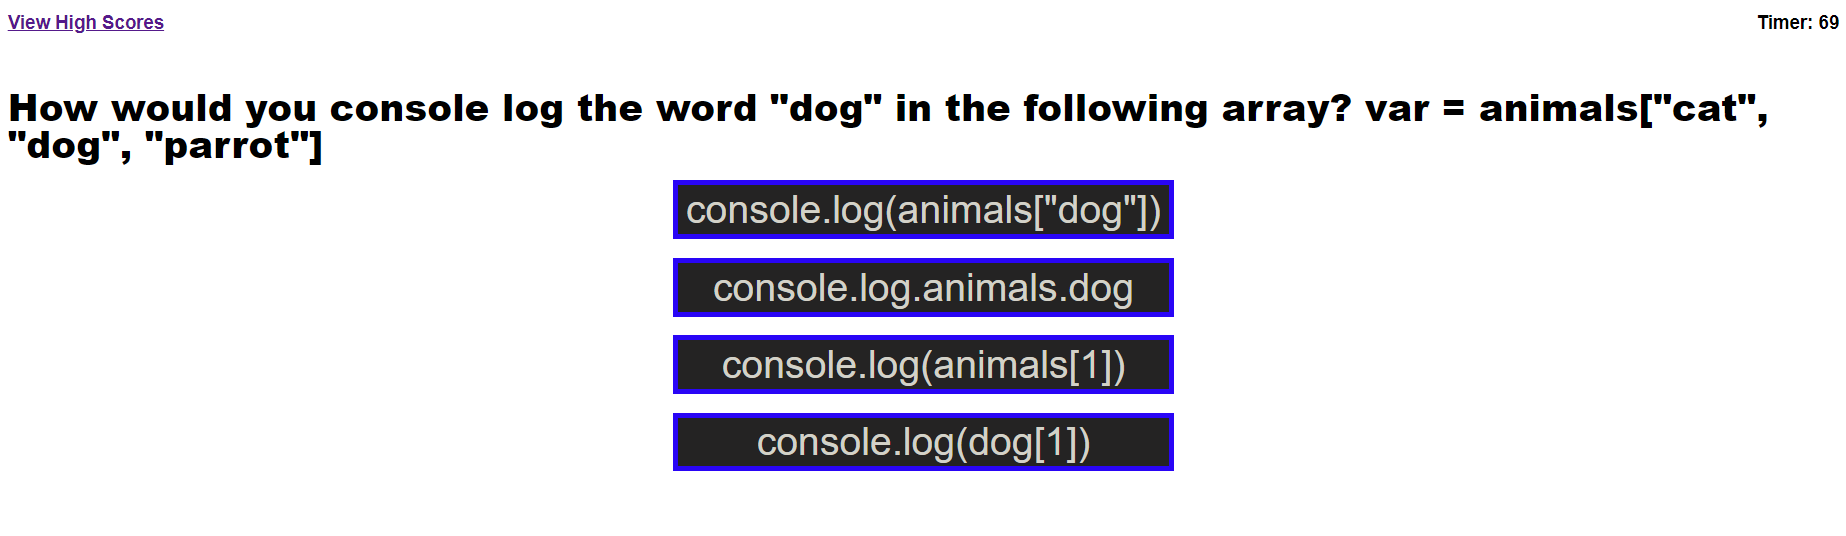 View High Scores
Timer: 69
How would you console log the word "dog" in the following array? var = animals["cat",
"dog", "parrot"]
console.log(animals["dog"])
console.log.animals.dog
console.log(animals[1])
console.log(dog[1])